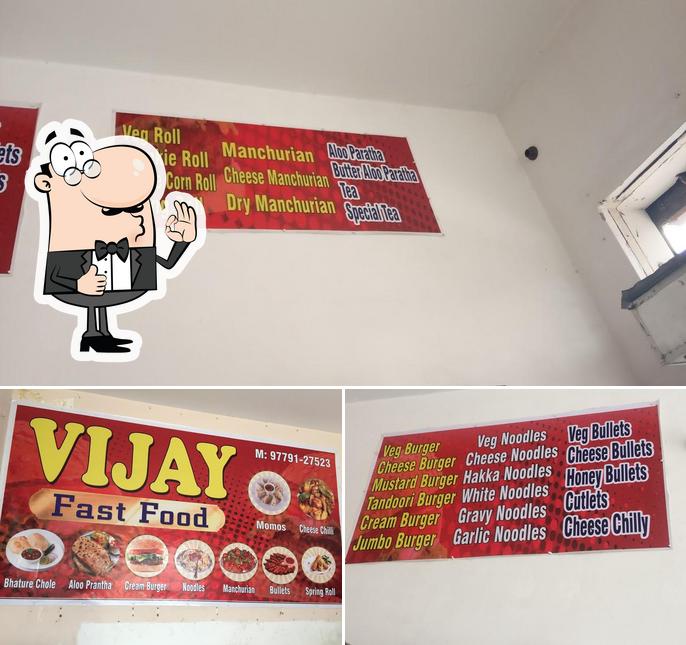 ets
s
Veg Roll
Roll
Corn Roll
Manchurian
Cheese Manchurian
Dry Manchurian
Aloo Paratha
Butter Aloo Paratha
Tea
Special Tea
VIJAY
M: 97791-27523
Fast Food
Momos
Cheese Chilli
Bhature Chole
Aloo Prantha
Cream Burger
Noodles
Manchurian
Bullets
Spring Roll
Veg Burger
Cheese Burger
Mustard Burger
Tandoori Burger
Cream Burger
Jumbo Burger
Veg Noodles
Cheese Noodles
Hakka Noodles
White Noodles
Gravy Noodles
Garlic Noodles
Veg Bullets
Cheese Bullets
Honey Bullets
Cutlets
Cheese Chilly